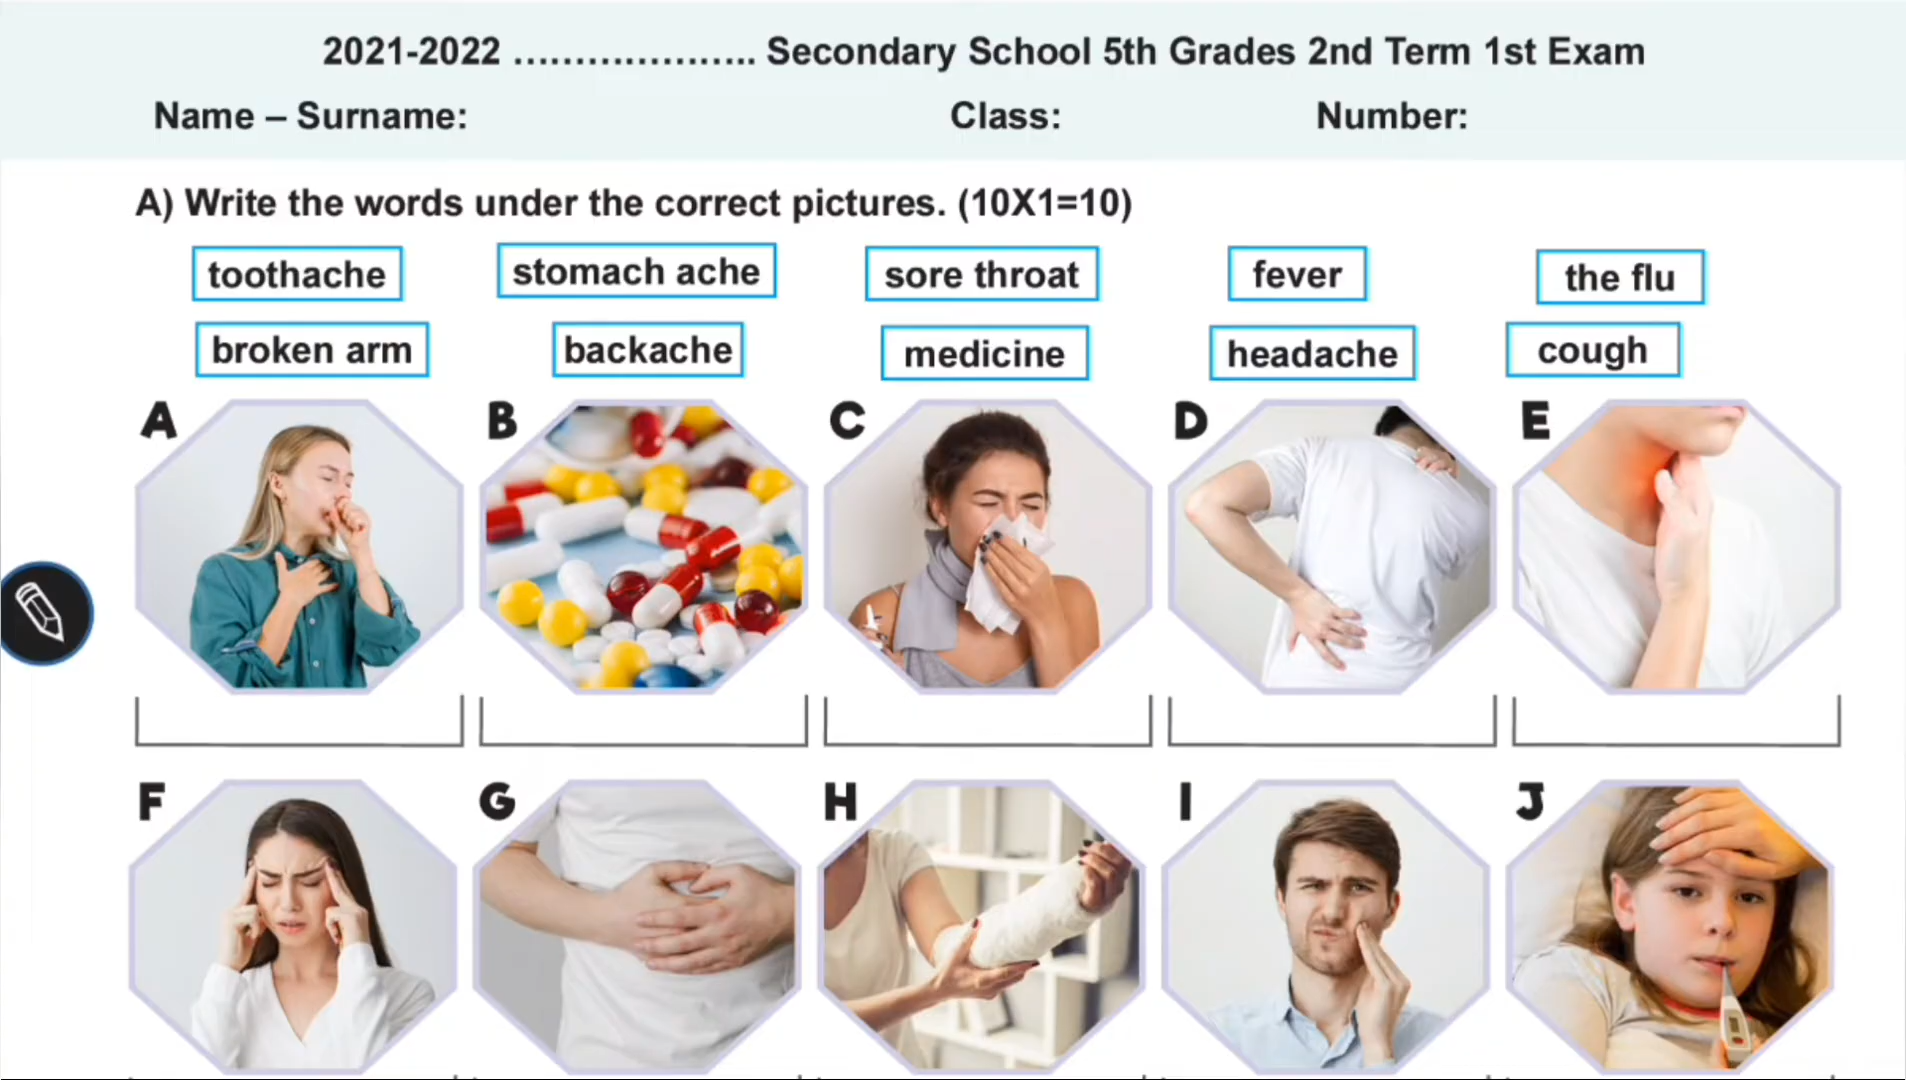 2021-2022 ………………….. Secondary School 5th Grades 2nd Term 1st Exam
Name – Surname: Class: Number:
A) Write the words under the correct pictures. (10X1=10)
toothache stomach ache sore throat fever the flu
broken arm backache medicine headache cough
A B C D E
F G H I J